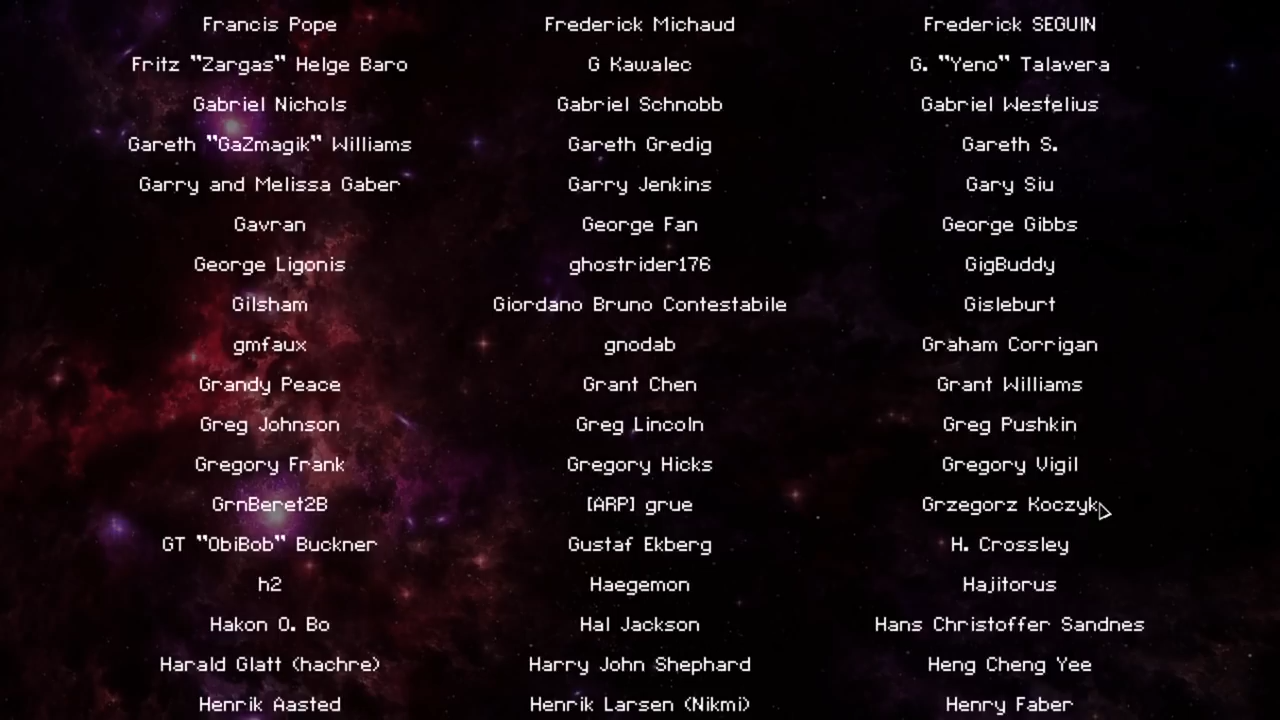 Francis Pope Frederick Michaud Frederick SEGUIN
Fritz "Zargas" Helge Baro G Kawalec G. "Yeno" Talavera
Gabriel Nichols Gabriel Schnobb Gabriel Westelius
Gareth "GaZmagik" Williams Gareth Gredig Gareth S.
Garry and Melissa Gaber Garry Jenkins Gary Siu
Gavran George Fan George Gibbs
George Ligonis ghostrider176 GigBuddy
Gilsham Giordano Bruno Contestabile Gisleburt
gmfaux gnodab Graham Corrigan
Grandy Peace Grant Chen Grant Williams
Greg Johnson Greg Lincoln Greg Pushkin
Gregory Frank Gregory Hicks Gregory Vigil
GrnBeret2B [ARP] grue Grzegorz Koczyk
GT "ObiBob" Buckner Gustaf Ekberg H. Crossley
h2 Haegemon Hajitorus
Hakon O. Bo Hal Jackson Hans Christoffer Sandnes
Harald Glatt (hachre) Harry John Shephard Heng Cheng Yee
Henrik Aasted Henrik Larsen (Nikmi) Henry Faber